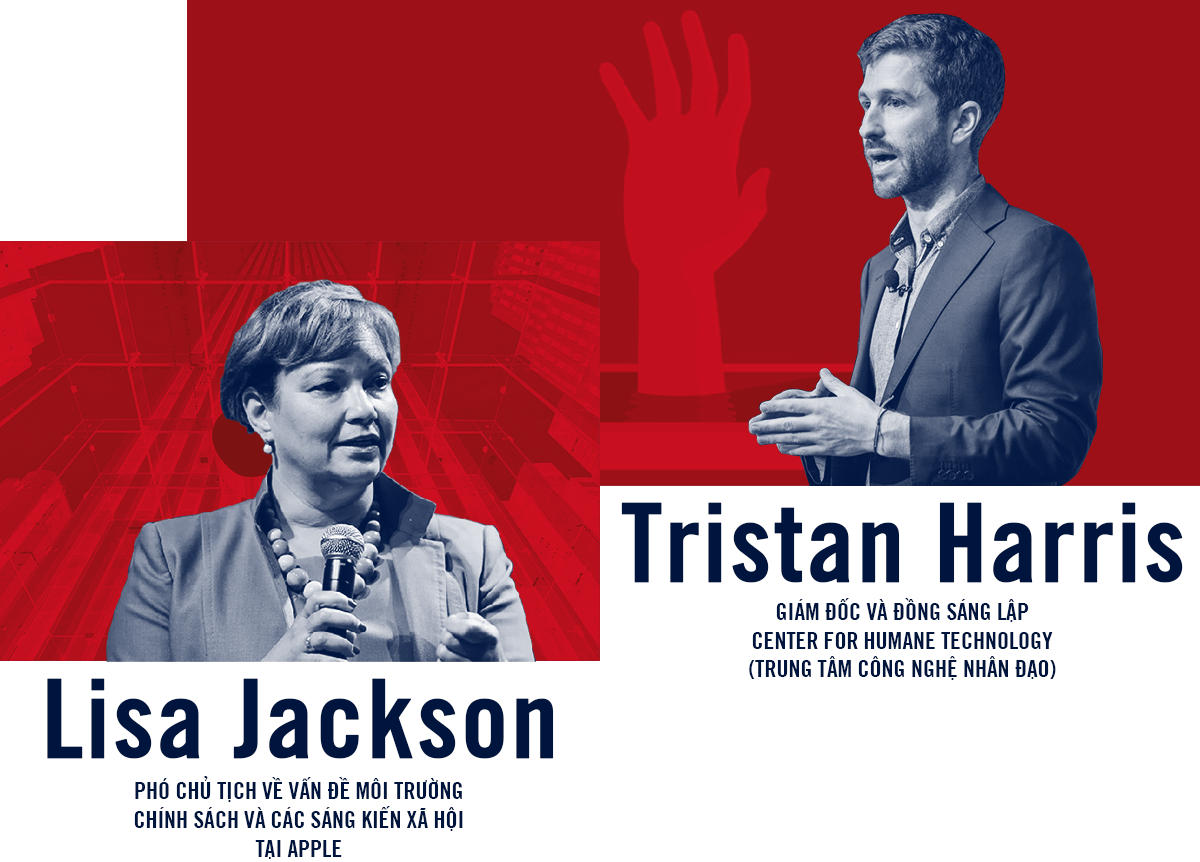 Tristan Harris
GIÁM ĐỐC VÀ ĐỒNG SÁNG LẬP
CENTER FOR HUMANE TECHNOLOGY
(TRUNG TÂM CÔNG NGHỆ NHÂN ĐẠO)
Lisa Jackson
PHÓ CHỦ TỊCH VỀ VẤN ĐỀ MÔI TRƯỜNG
CHÍNH SÁCH VÀ CÁC SÁNG KIẾN XÃ HỘI
TẠI APPLE